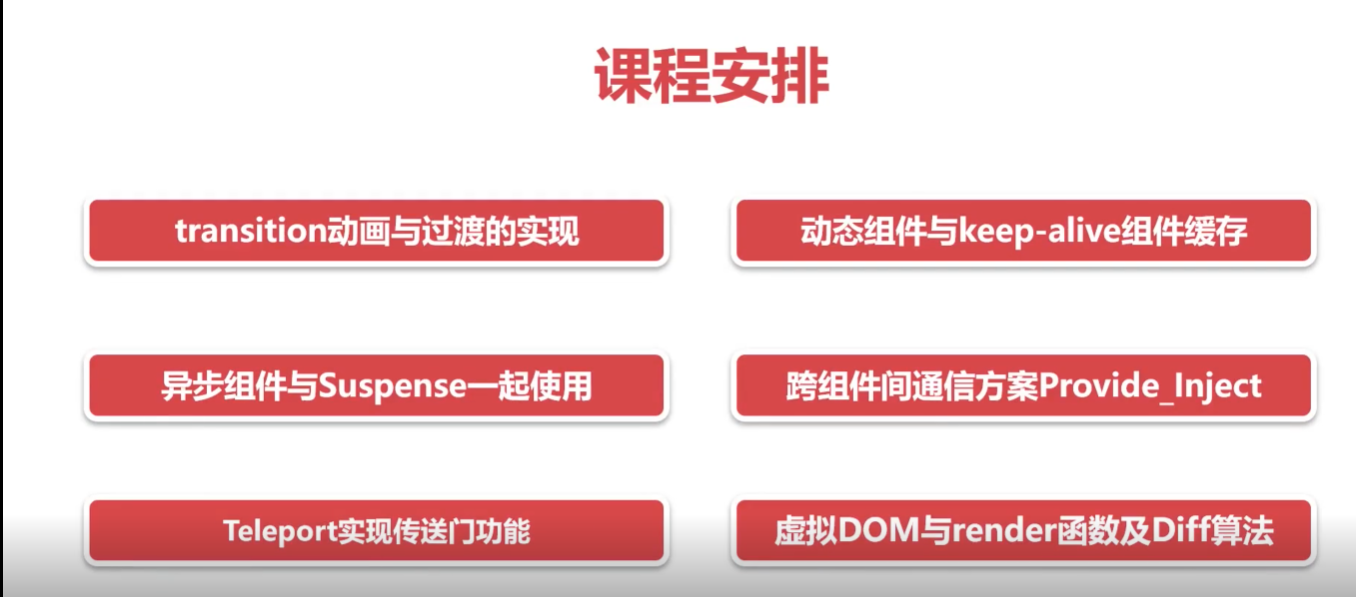 课程安排
transition动画与过渡的实现
动态组件与keep-alive组件缓存
异步组件与Suspense一起使用
跨组件间通信方案Provide_Inject
Teleport实现传送门功能
虚拟DOM与render函数及Diff算法